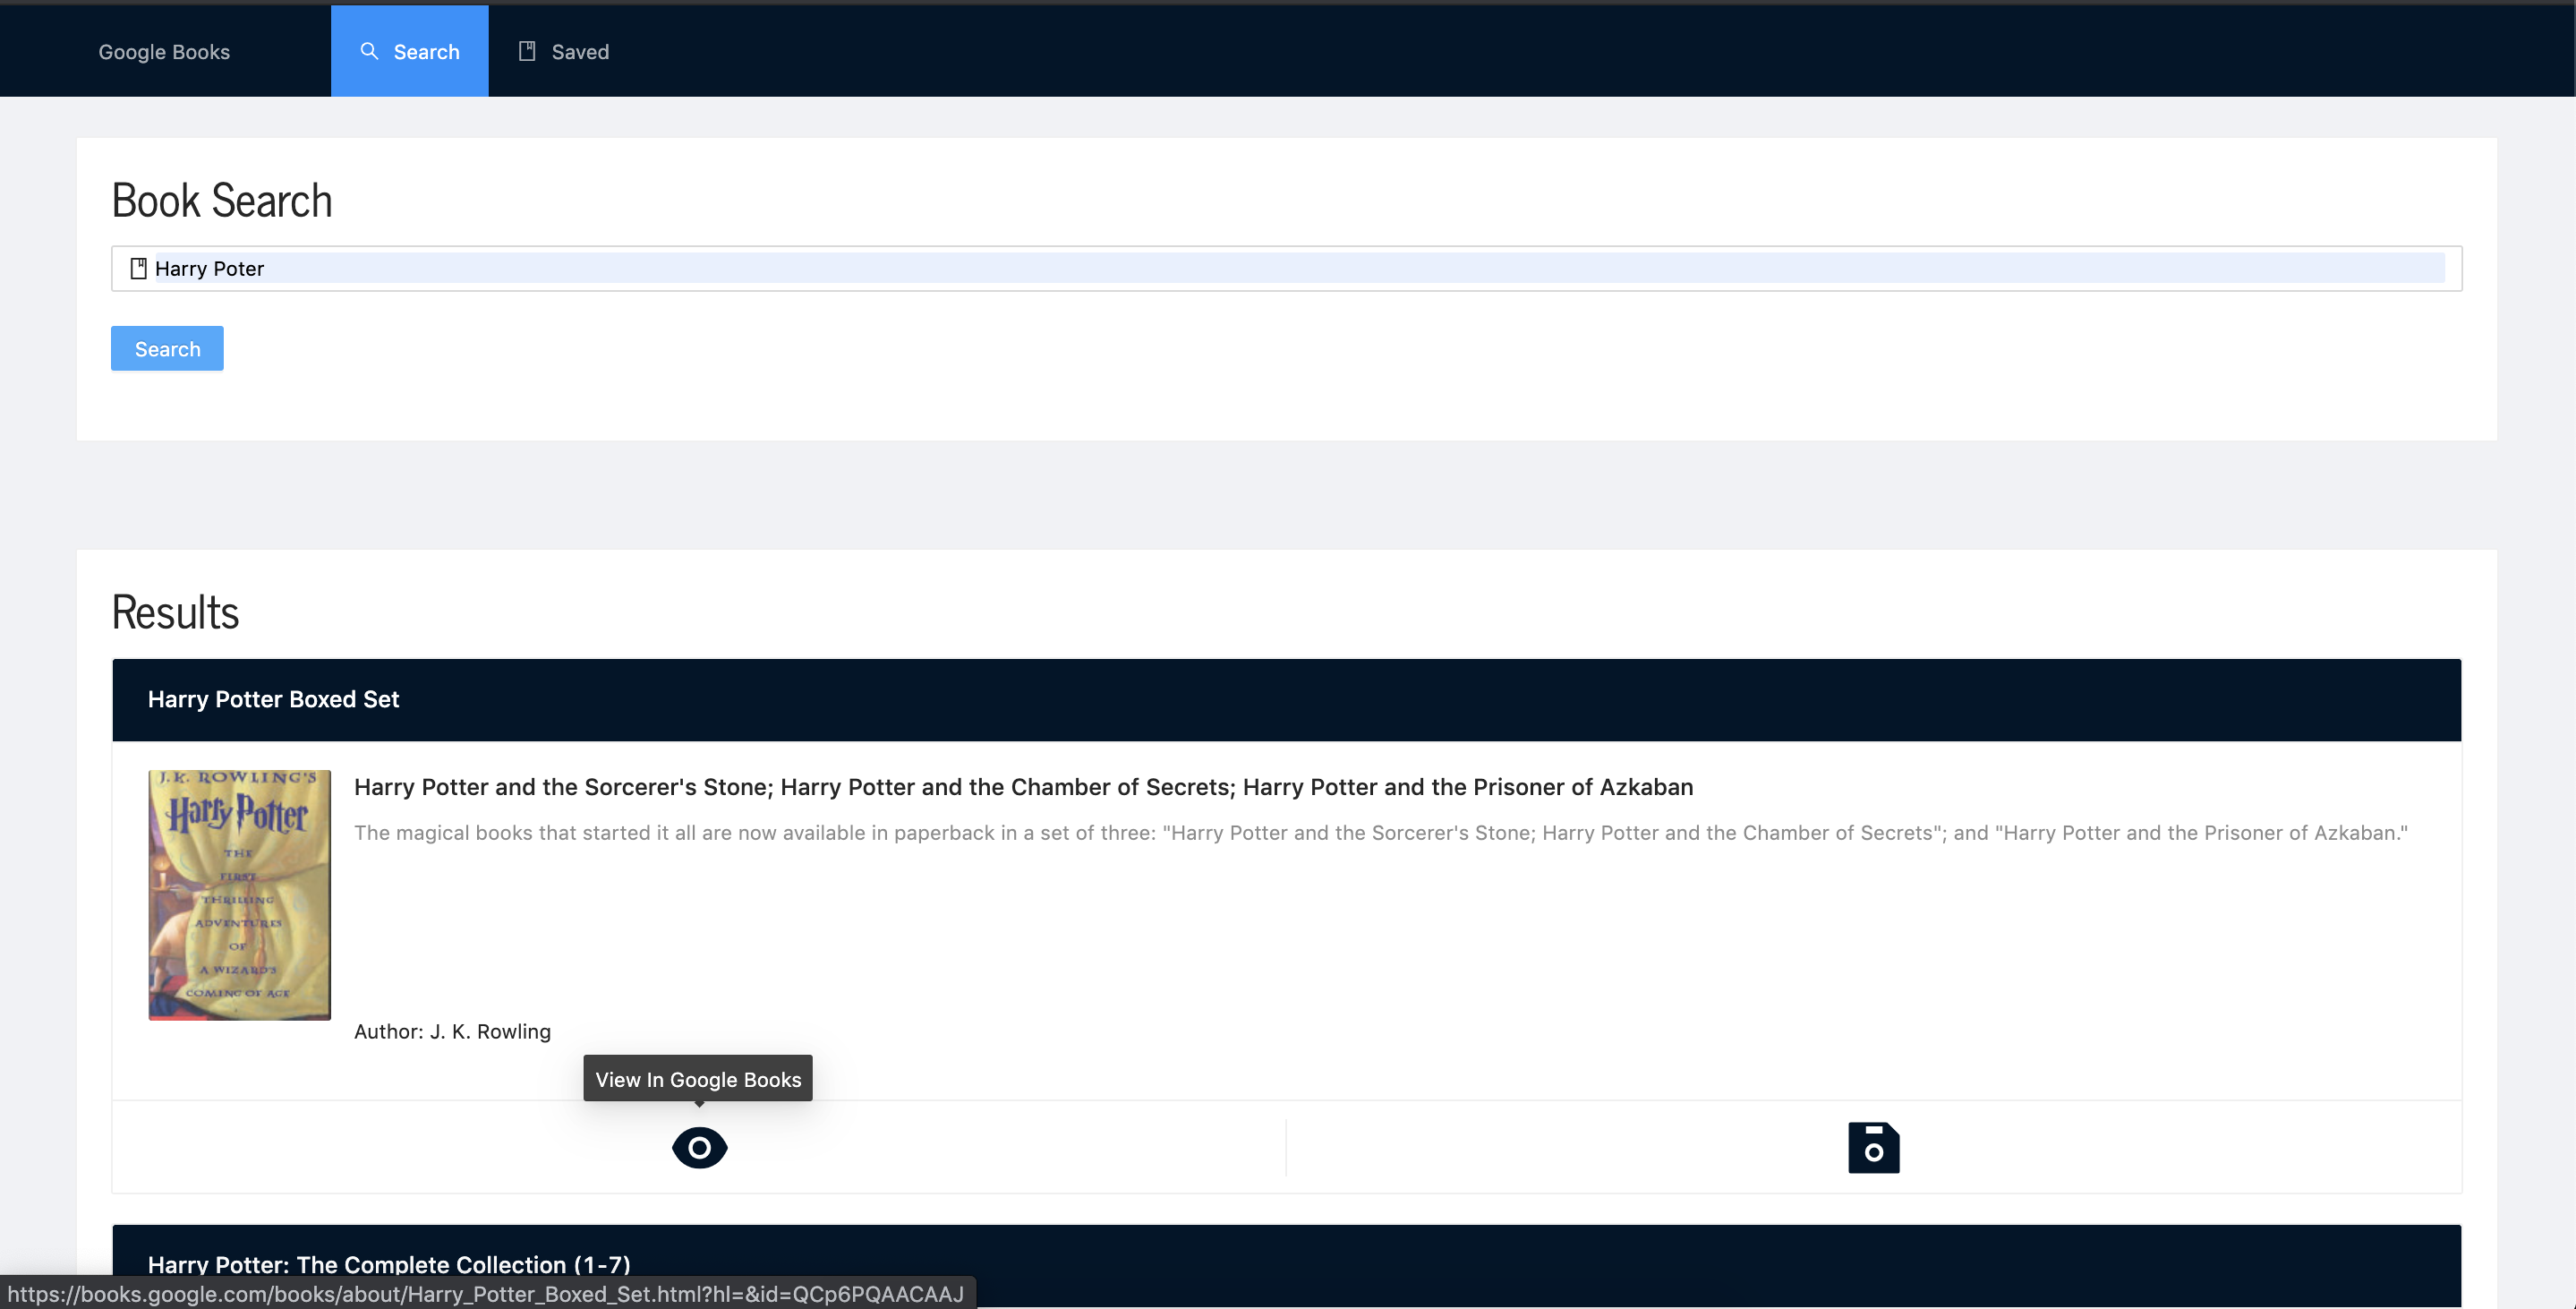 Google Books
Search
Saved
Book Search
Harry Poter
Search
Results
Harry Potter Boxed Set
J.K. ROWLING'S
Harry Potter
THE
FIRST
THRILLING
ADVENTURES
OF
A WIZARD'S
COMING OF AGE
Harry Potter and the Sorcerer's Stone; Harry Potter and the Chamber of Secrets; Harry Potter and the Prisoner of Azkaban
The magical books that started it all are now available in paperback in a set of three: "Harry Potter and the Sorcerer's Stone; Harry Potter and the Chamber of Secrets"; and "Harry Potter and the Prisoner of Azkaban."
Author: J. K. Rowling
View In Google Books
Harry Potter: The Complete Collection (1-7)
https://books.google.com/books/about/Harry_Potter_Boxed_Set.html?hl=&id=QCp6PQAACAAJ